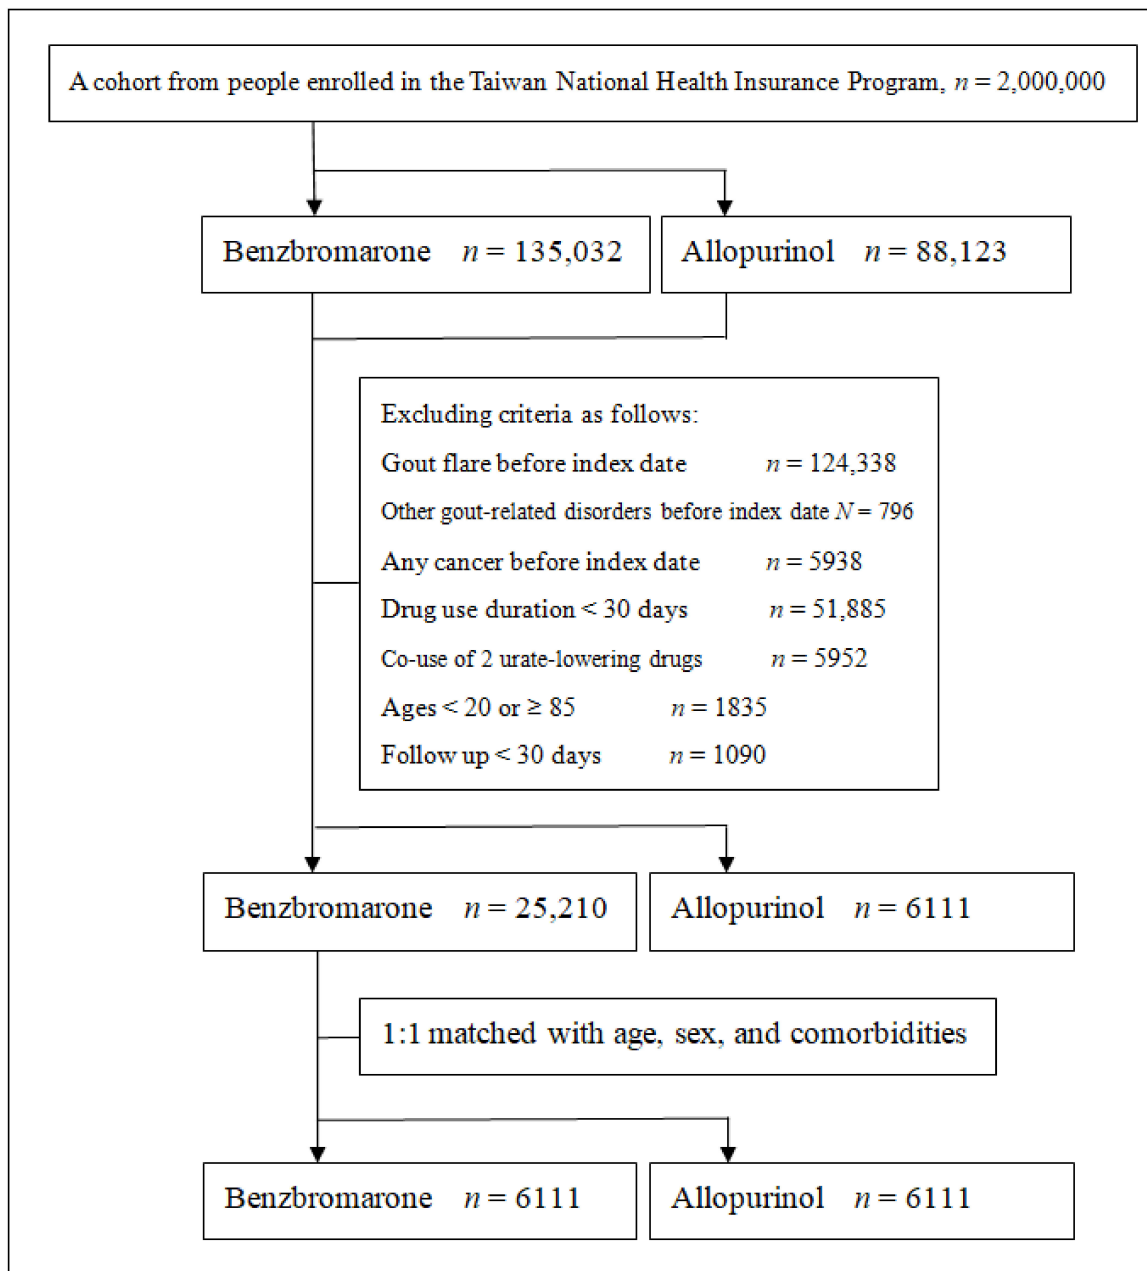 A cohort from people enrolled in the Taiwan National Health Insurance Program, n = 2,000,000
Benzbromarone n = 135,032
Allopurinol n = 88,123
Excluding criteria as follows:
Gout flare before index date n = 124,338
Other gout-related disorders before index date N = 796
Any cancer before index date n = 5938
Drug use duration < 30 days n = 51,885
Co-use of 2 urate-lowering drugs n = 5952
Ages < 20 or ≥ 85 n = 1835
Follow up < 30 days n = 1090
Benzbromarone n = 25,210
Allopurinol n = 6111
1:1 matched with age, sex, and comorbidities
Benzbromarone n = 6111
Allopurinol n = 6111